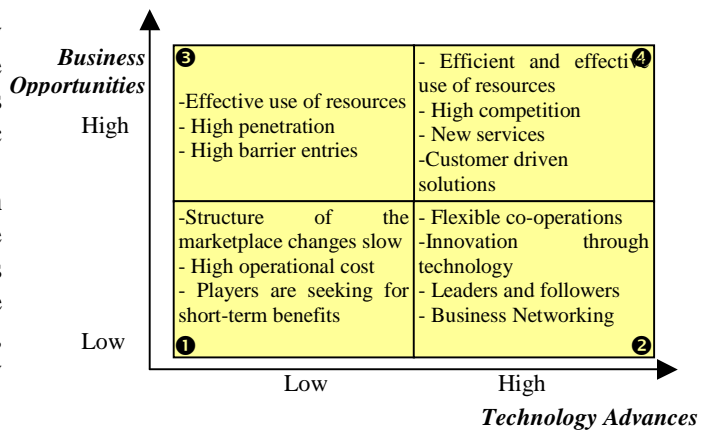 Business
Opportunities
High
❸
-Effective use of resources
- High penetration
- High barrier entries
❹
- Efficient and effective
use of resources
- High competition
- New services
-Customer driven
solutions
Low
-Structure of the
marketplace changes slow
- High operational cost
- Players are seeking for
short-term benefits
❶
- Flexible co-operations
-Innovation through
technology
- Leaders and followers
- Business Networking
❷
Low
High
Technology Advances